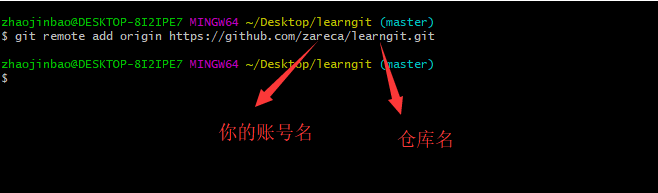 zhaojinbao@DESKTOP-8I2IPE7 MINGW64 ~/Desktop/learngit (master)
$ git remote add origin https://github.com/zareca/learngit.git
zhaojinbao@DESKTOP-8I2IPE7 MINGW64 ~/Desktop/learngit (master)
$
你的账号名
仓库名